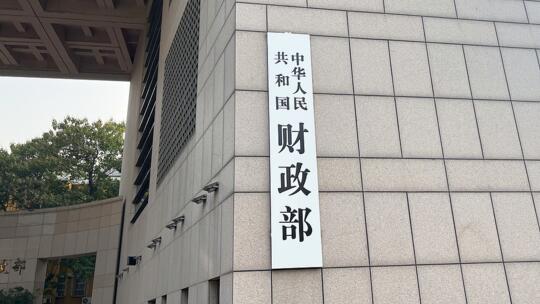 中华人民
共和国
财政部